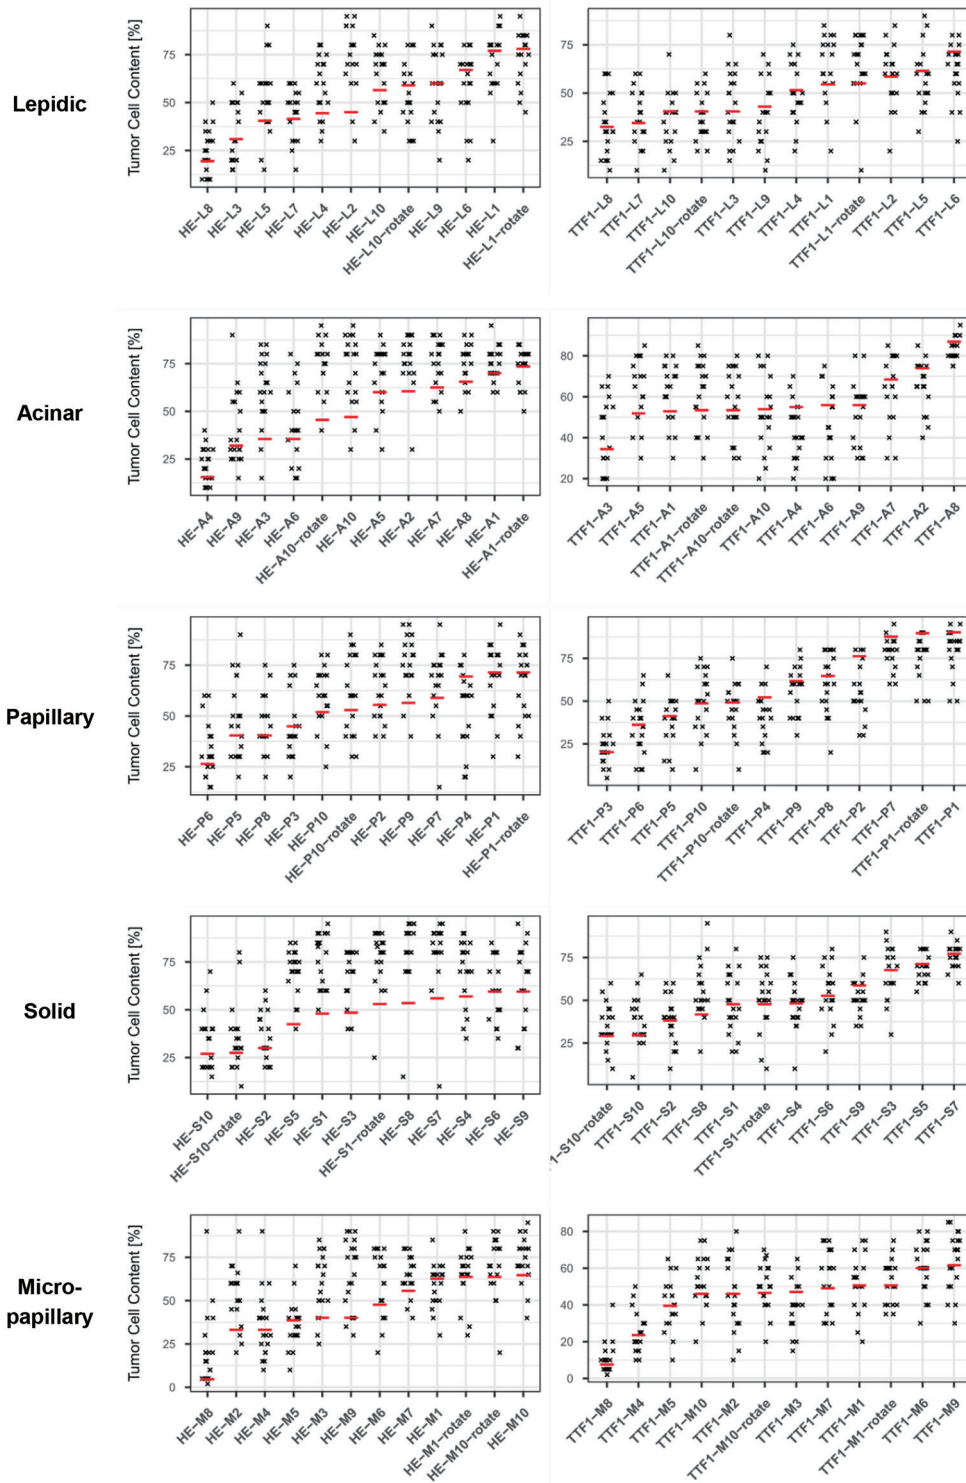 Lepidic
Tumor Cell Content [%]
75
50
25
HE-L8
HE-L3
HE-L5
HE-L7
HE-L4
HE-L2
HE-L10
HE-L10-rotate
HE-L9
HE-L6
HE-L1
HE-L1-rotate
75
50
25
TTF1-L8
TTF1-L7
TTF1-L10
TTF1-L10-rotate
TTF1-L3
TTF1-L9
TTF1-L4
TTF1-L1
TTF1-L1-rotate
TTF1-L2
TTF1-L5
TTF1-L6
Acinar
Tumor Cell Content [%]
75
50
25
HE-A4
HE-A9
HE-A3
HE-A6
HE-A10-rotate
HE-A10
HE-A5
HE-A2
HE-A7
HE-A8
HE-A1
HE-A1-rotate
80
60
40
20
TTF1-A3
TTF1-A5
TTF1-A1
TTF1-A1-rotate
TTF1-A10-rotate
TTF1-A10
TTF1-A4
TTF1-A6
TTF1-A9
TTF1-A7
TTF1-A2
TTF1-A8
Papillary
Tumor Cell Content [%]
75
50
25
HE-P6
HE-P5
HE-P8
HE-P3
HE-P10
HE-P10-rotate
HE-P2
HE-P9
HE-P7
HE-P4
HE-P1
HE-P1-rotate
75
50
25
TTF1-P3
TTF1-P6
TTF1-P5
TTF1-P10
TTF1-P10-rotate
TTF1-P4
TTF1-P9
TTF1-P8
TTF1-P2
TTF1-P7
TTF1-P1-rotate
TTF1-P1
Solid
Tumor Cell Content [%]
75
50
25
HE-S10
HE-S10-rotate
HE-S2
HE-S5
HE-S1
HE-S3
HE-S1-rotate
HE-S8
HE-S7
HE-S4
HE-S6
HE-S9
75
50
25
1-S10-rotate
TTF1-S10
TTF1-S2
TTF1-S8
TTF1-S1
TTF1-S1-rotate
TTF1-S4
TTF1-S6
TTF1-S9
TTF1-S3
TTF1-S5
TTF1-S7
Micro-
papillary
Tumor Cell Content [%]
75
50
25
0
HE-M8
HE-M2
HE-M4
HE-M5
HE-M3
HE-M9
HE-M6
HE-M7
HE-M1
HE-M1-rotate
HE-M10-rotate
HE-M10
80
60
40
20
0
TTF1-M8
TTF1-M4
TTF1-M5
TTF1-M10
TTF1-M2
TTF1-M10-rotate
TTF1-M3
TTF1-M7
TTF1-M1
TTF1-M1-rotate
TTF1-M6
TTF1-M9